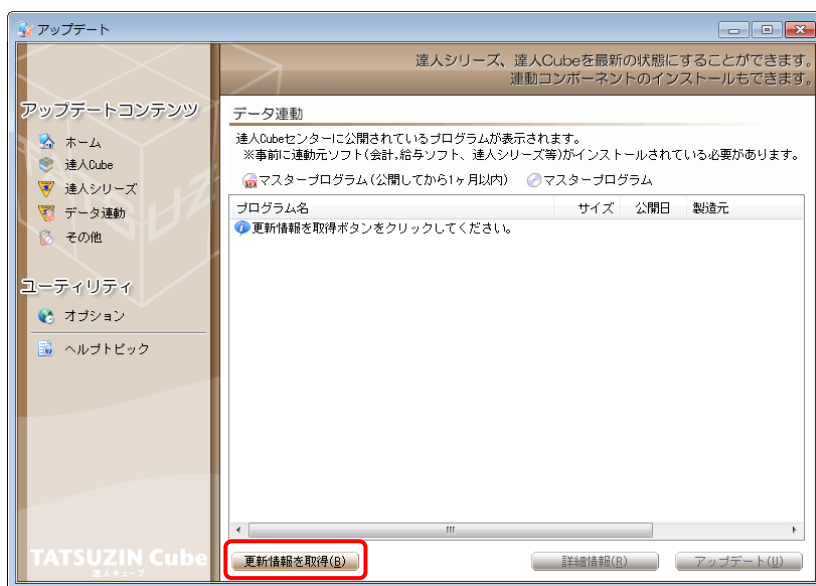 アップデート
達人シリーズ、達人Cubeを最新の状態にすることができます。
連動コンポーネントのインストールもできます。
アップデートコンテンツ
ホーム
達人Cube
達人シリーズ
データ連動
その他
ユーティリティ
オプション
ヘルプトピック
TATSUZIN Cube
達人キューブ
データ連動
達人Cubeセンターに公開されているプログラムが表示されます。
※事前に連動元ソフト(会計,給与ソフト、達人シリーズ等)がインストールされている必要があります。
マスタープログラム(公開してから1ヶ月以内) マスタープログラム
プログラム名 サイズ 公開日 製造元
更新情報を取得ボタンをクリックしてください。
更新情報を取得(B) 詳細情報(R) アップデート(U)